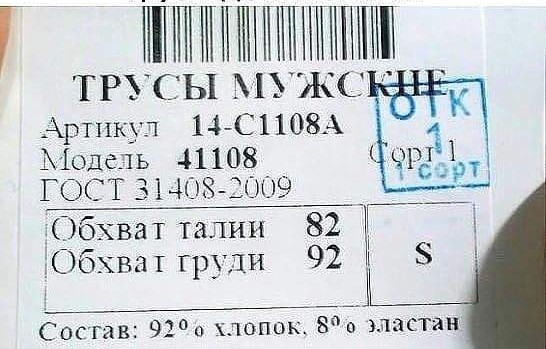 ТРУСЫ МУЖСКИЕ
Артикул 14-С1108А
Модель 41108 Сорт 1
ГОСТ 31408-2009
ОТК
1
1 сорт
Обхват талии 82
Обхват груди 92
S
Состав: 92% хлопок, 8% эластан